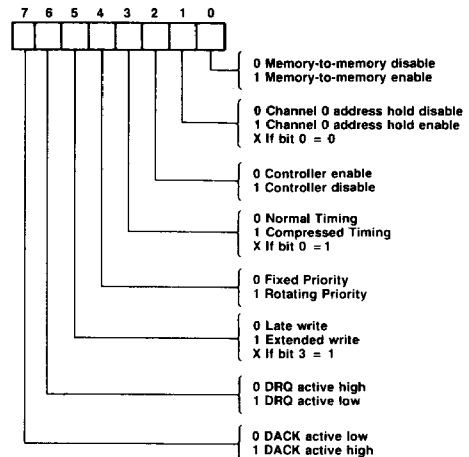 7 6 5 4 3 2 1 0
0 Memory-to-memory disable
1 Memory-to-memory enable
0 Channel 0 address hold disable
1 Channel 0 address hold enable
X If bit 0 = 0
0 Controller enable
1 Controller disable
0 Normal Timing
1 Compressed Timing
X If bit 0 = 1
0 Fixed Priority
1 Rotating Priority
0 Late write
1 Extended write
X If bit 3 = 1
0 DRQ active high
1 DRQ active low
0 DACK active low
1 DACK active high